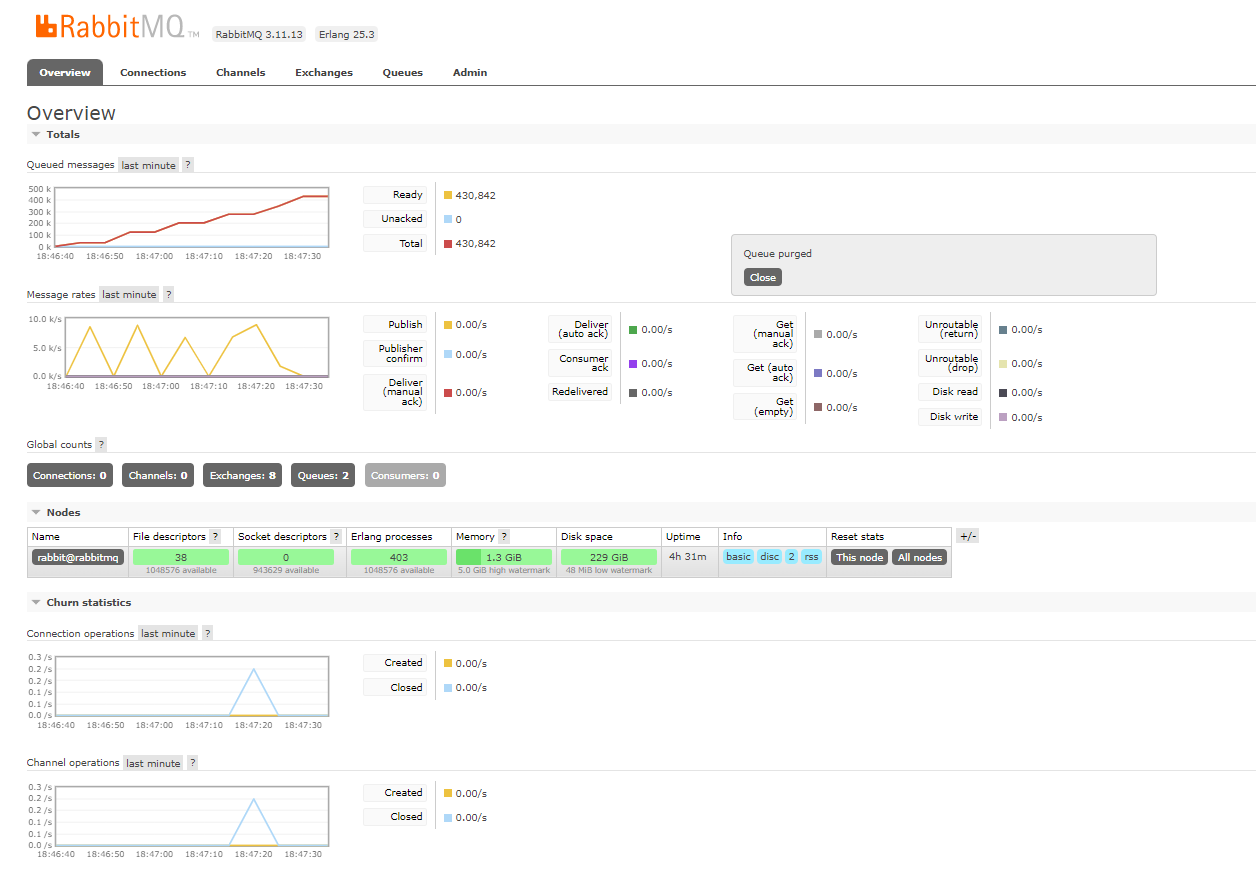 RabbitMQ TM RabbitMQ 3.11.13 Erlang 25.3
Overview Connections Channels Exchanges Queues Admin
Overview
Totals
Queued messages last minute ?
500 k
400 k
300 k
200 k
100 k
0 k
18:46:40 18:46:50 18:47:00 18:47:10 18:47:20 18:47:30
Ready 430,842
Unacked 0
Total 430,842
Queue purged
Close
Message rates last minute ?
10.0 k/s
5.0 k/s
0.0 k/s
18:46:40 18:46:50 18:47:00 18:47:10 18:47:20 18:47:30
Publish 0.00/s
Publisher
confirm 0.00/s
Deliver
(manual
ack) 0.00/s
Deliver
(auto ack) 0.00/s
Consumer
ack 0.00/s
Redelivered 0.00/s
Get
(manual
ack) 0.00/s
Get (auto
ack) 0.00/s
Get
(empty) 0.00/s
Unroutable
(return) 0.00/s
Unroutable
(drop) 0.00/s
Disk read 0.00/s
Disk write 0.00/s
Global counts ?
Connections: 0 Channels: 0 Exchanges: 8 Queues: 2 Consumers: 0
Nodes
Name File descriptors ? Socket descriptors ? Erlang processes Memory ? Disk space Uptime Info Reset stats +/-
rabbit@rabbitmq 38 0 403 1.3 GiB 229 GiB 4h 31m basic disc 2 rss This node All nodes
1048576 available 943629 available 1048576 available 5.0 GiB high watermark 48 MiB low watermark
Churn statistics
Connection operations last minute ?
0.3 /s
0.2 /s
0.2 /s
0.1 /s
0.1 /s
0.0 /s
18:46:40 18:46:50 18:47:00 18:47:10 18:47:20 18:47:30
Created 0.00/s
Closed 0.00/s
Channel operations last minute ?
0.3 /s
0.2 /s
0.2 /s
0.1 /s
0.1 /s
0.0 /s
18:46:40 18:46:50 18:47:00 18:47:10 18:47:20 18:47:30
Created 0.00/s
Closed 0.00/s